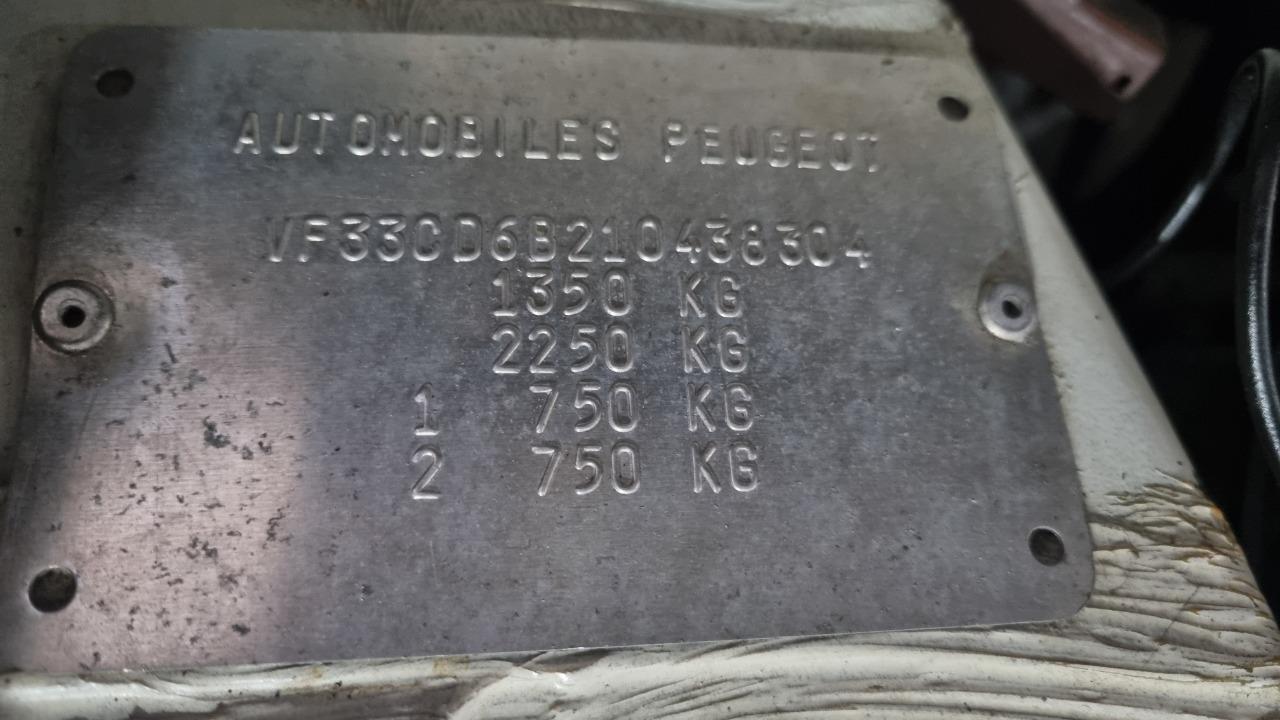 AUTOMOBILES PEUGEOT
VF33CD6B210438304
1350 KG
2250 KG
1 750 KG
2 750 KG